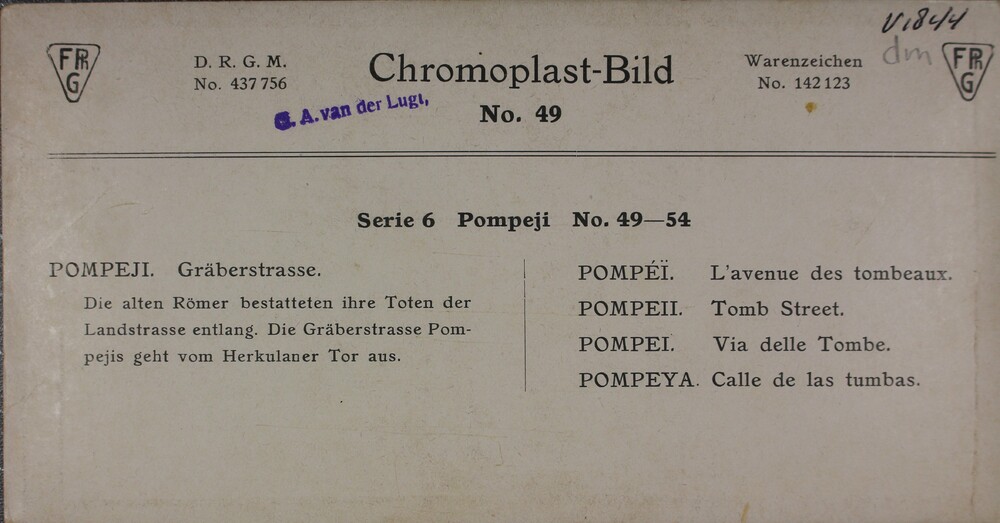 FPR
G
D. R. G. M.
No. 437 756
Chromoplast-Bild
No. 49
Warenzeichen
No. 142 123
V1844
dm
FPR
G
G. A. van der Lugt,
Serie 6 Pompeji No. 49—54
POMPEJI. Gräberstrasse.
Die alten Römer bestatteten ihre Toten der
Landstrasse entlang. Die Gräberstrasse Pom-
pejis geht vom Herkulaner Tor aus.
POMPÉÏ. L'avenue des tombeaux.
POMPEII. Tomb Street.
POMPEI. Via delle Tombe.
POMPEYA. Calle de las tumbas.